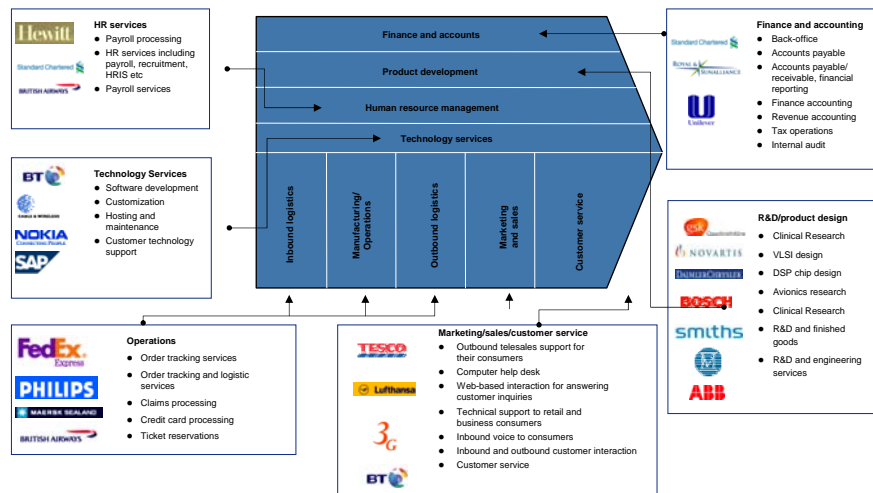 HR services
Hewitt
Standard Chartered
BRITISH AIRWAYS
● Payroll processing
● HR services including
payroll, recruitment,
HRIS etc
● Payroll services
Finance and accounts
Product development
Human resource management
Technology services
Inbound logistics
Manufacturing/
Operations
Outbound logistics
Marketing
and sales
Customer service
Finance and accounting
Standard Chartered
ROYAL &
SUNALLIANCE
Unilever
● Back-office
● Accounts payable
● Accounts payable/
receivable, financial
reporting
● Finance accounting
● Revenue accounting
● Tax operations
● Internal audit
Technology Services
BT
CABLE & WIRELESS
NOKIA
CONNECTING PEOPLE
SAP
● Software development
● Customization
● Hosting and
maintenance
● Customer technology
support
R&D/product design
gsk
GlaxoSmithKline
NOVARTIS
DAIMLERCHRYSLER
BOSCH
smiths
ABB
● Clinical Research
● VLSI design
● DSP chip design
● Avionics research
● Clinical Research
● R&D and finished
goods
● R&D and engineering
services
Operations
FedEx
Express
PHILIPS
MAERSK SEALAND
BRITISH AIRWAYS
● Order tracking services
● Order tracking and logistic
services
● Claims processing
● Credit card processing
● Ticket reservations
Marketing/sales/customer service
TESCO
Lufthansa
3G
BT
● Outbound telesales support for
their consumers
● Computer help desk
● Web-based interaction for answering
customer inquiries
● Technical support to retail and
business consumers
● Inbound voice to consumers
● Inbound and outbound customer interaction
● Customer service